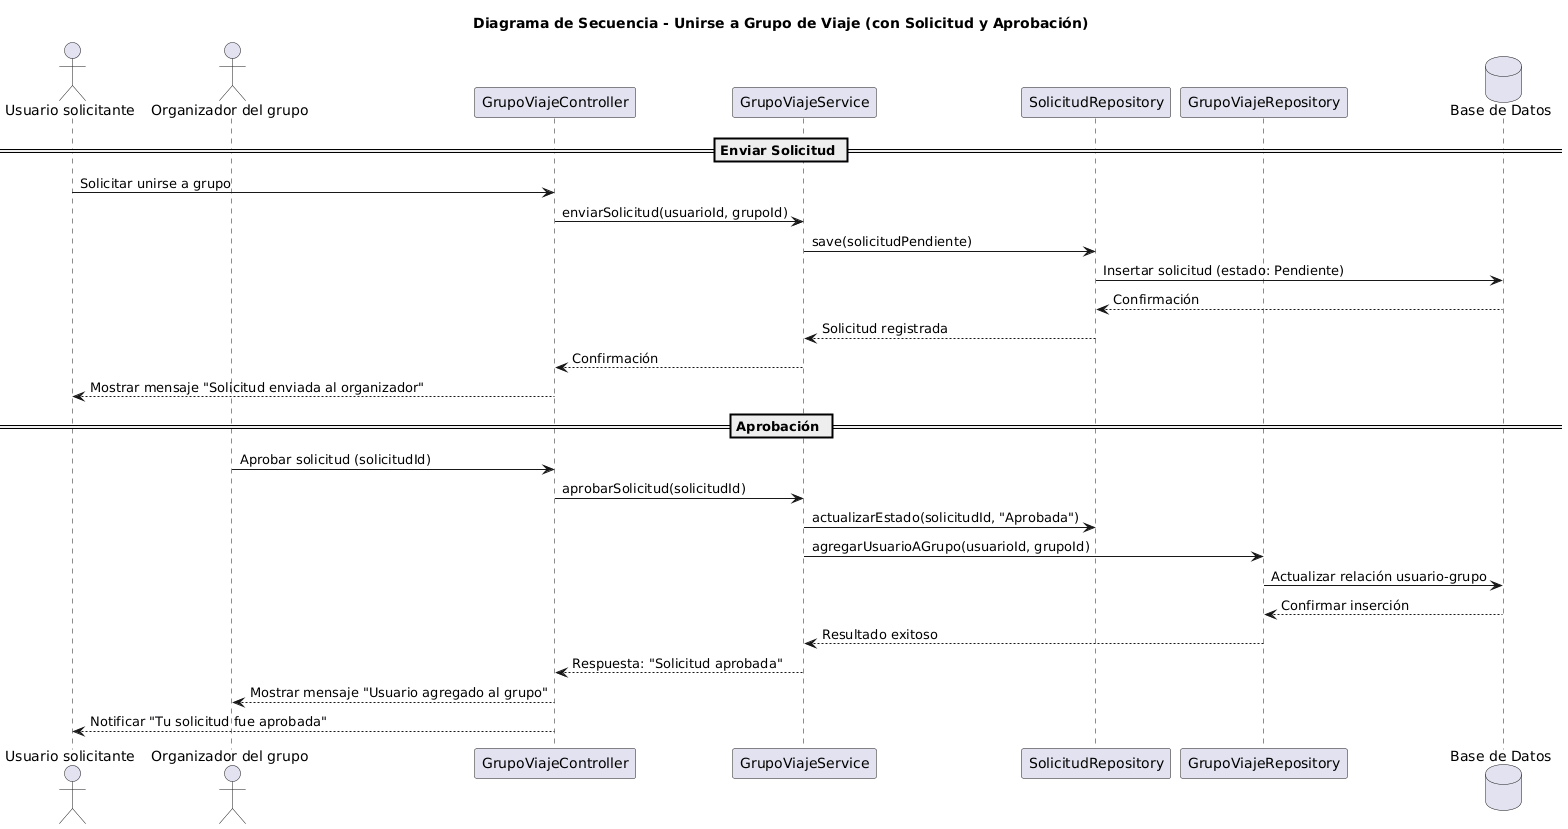 Diagrama de Secuencia - Unirse a Grupo de Viaje (con Solicitud y Aprobación)
Usuario solicitante
Organizador del grupo
GrupoViajeController
GrupoViajeService
SolicitudRepository
GrupoViajeRepository
Base de Datos
Enviar Solicitud
Solicitar unirse a grupo
enviarSolicitud(usuarioId, grupoId)
save(solicitudPendiente)
Insertar solicitud (estado: Pendiente)
Confirmación
Solicitud registrada
Confirmación
Mostrar mensaje "Solicitud enviada al organizador"
Aprobación
Aprobar solicitud (solicitudId)
aprobarSolicitud(solicitudId)
actualizarEstado(solicitudId, "Aprobada")
agregarUsuarioAGrupo(usuarioId, grupoId)
Actualizar relación usuario-grupo
Confirmar inserción
Resultado exitoso
Respuesta: "Solicitud aprobada"
Mostrar mensaje "Usuario agregado al grupo"
Notificar "Tu solicitud fue aprobada"
Usuario solicitante
Organizador del grupo
GrupoViajeController
GrupoViajeService
SolicitudRepository
GrupoViajeRepository
Base de Datos